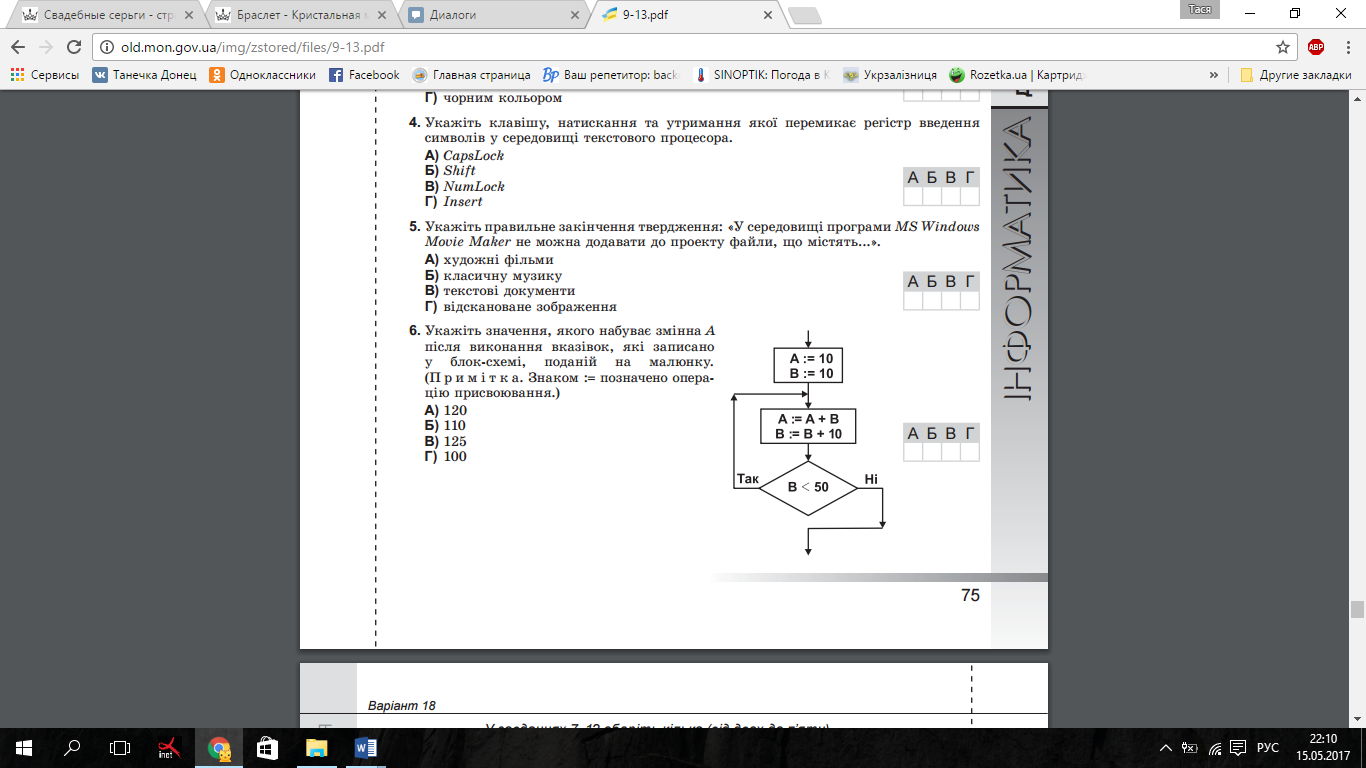 Свадебные серьги - стр
Браслет - Кристальная м
Диалоги
9-13.pdf
Тася
old.mon.gov.ua/img/zstored/files/9-13.pdf
ABP
Сервисы
Танечка Донец
Одноклассники
Facebook
Главная страница
Ваш репетитор: back
SINOPTIK: Погода в К
Укрзалізниця
Rozetka.ua | Картрид
»
Другие закладки
Г) чорним кольором
4. Укажіть клавішу, натискання та утримання якої перемикає регістр введення
символів у середовищі текстового процесора.
А) CapsLock
Б) Shift
В) NumLock
Г) Insert
А Б В Г
5. Укажіть правильне закінчення твердження: «У середовищі програми MS Windows
Movie Maker не можна додавати до проекту файли, що містять...».
А) художні фільми
Б) класичну музику
В) текстові документи
Г) відскановане зображення
А Б В Г
6. Укажіть значення, якого набуває змінна A
після виконання вказівок, які записано
у блок-схемі, поданій на малюнку.
(Примітка. Знаком := позначено опера-
цію присвоювання.)
А) 120
Б) 110
В) 125
Г) 100
A := 10
B := 10
A := A + B
B := B + 10
B < 50
Так
Ні
А Б В Г
ІНФОРМАТИКА
75
Варіант 18
inet
РУС
22:10
15.05.2017